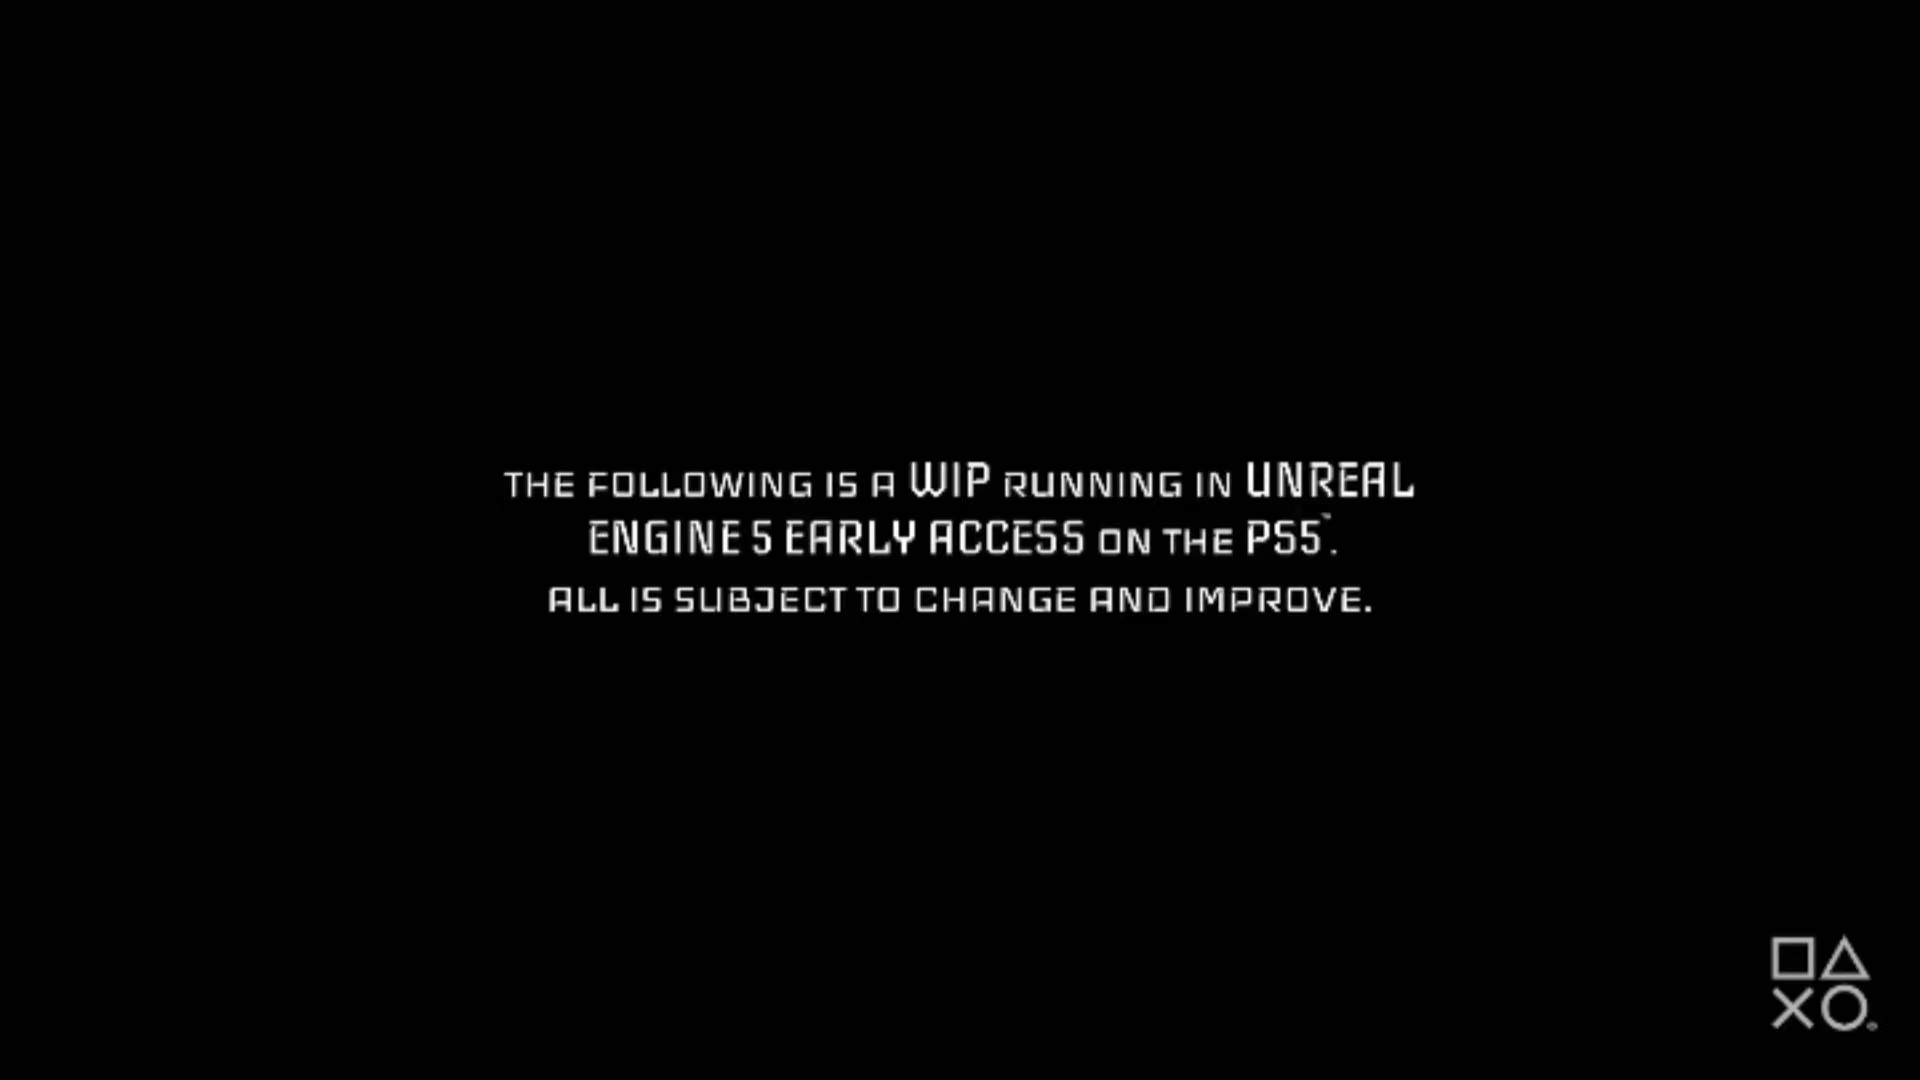 THE FOLLOWING IS A WIP RUNNING IN UNREAL
ENGINE 5 EARLY ACCESS ON THE PS5™.
ALL IS SUBJECT TO CHANGE AND IMPROVE.